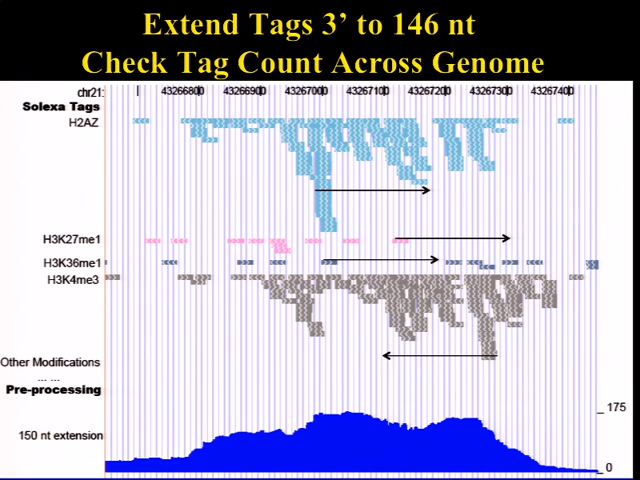 Extend Tags 3’ to 146 nt
Check Tag Count Across Genome
chr21: 43266800 43266900 43267000 43267100 43267200 43267300 43267400
Solexa Tags
H2AZ
H3K27me1
H3K36me1
H3K4me3
Other Modifications
... ...
Pre-processing
175
150 nt extension
0